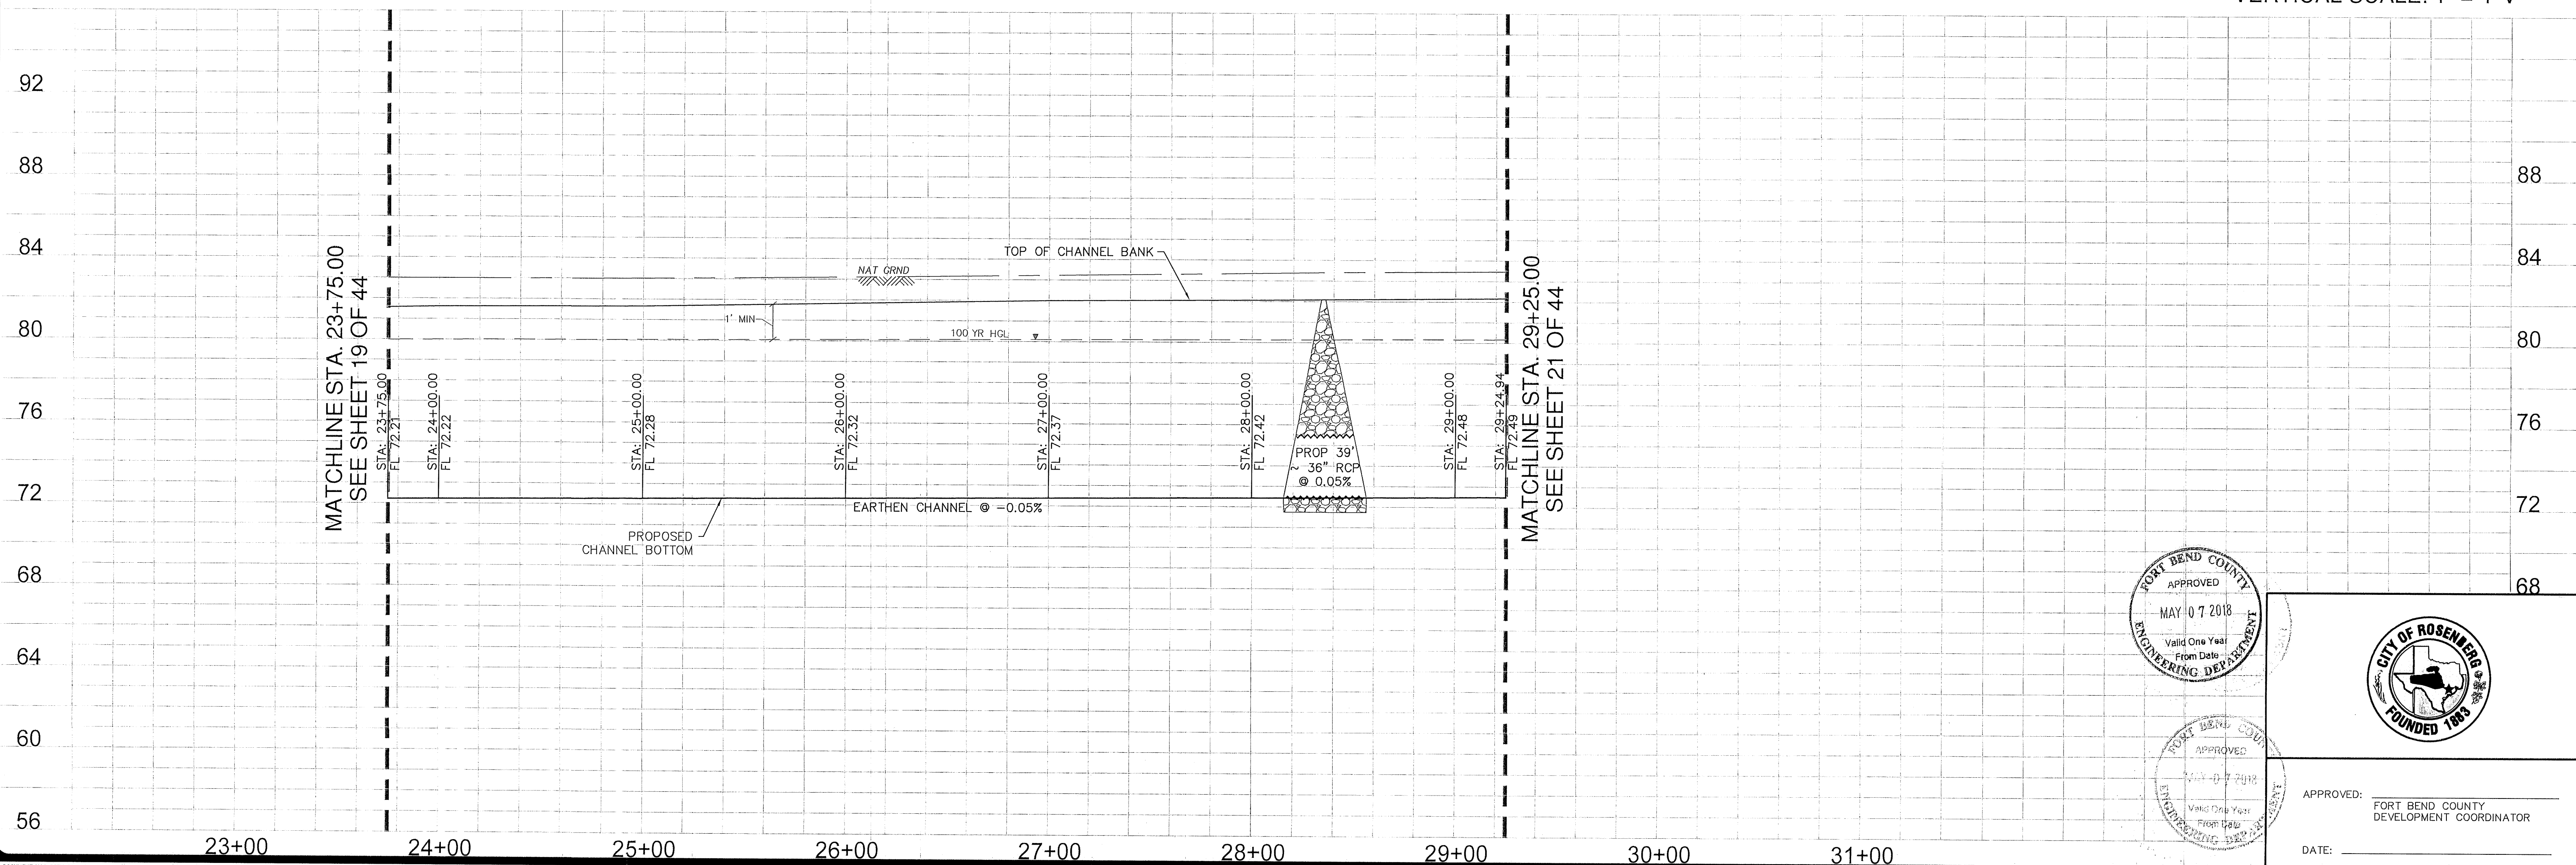 92
88
84
80
76
72
68
64
60
56
88
84
80
76
72
68
23+00
24+00
25+00
26+00
27+00
28+00
29+00
30+00
31+00
MATCHLINE STA. 23+75.00
SEE SHEET 19 OF 44
STA: 23+75.00
FL 72.21
STA: 24+00.00
FL 72.22
STA: 25+00.00
FL 72.28
STA: 26+00.00
FL 72.32
STA: 27+00.00
FL 72.37
STA: 28+00.00
FL 72.42
STA: 29+00.00
FL 72.48
STA: 29+24.94
FL 72.49
MATCHLINE STA. 29+25.00
SEE SHEET 21 OF 44
NAT GRND
TOP OF CHANNEL BANK
1' MIN
100 YR HGL
PROP 39'
~ 36" RCP
@ 0.05%
EARTHEN CHANNEL @ -0.05%
PROPOSED
CHANNEL BOTTOM
FORT BEND COUNTY
APPROVED
MAY 07 2018
Valid One Year
From Date
ENGINEERING DEPARTMENT
FORT BEND
APPROVED
Valid One Year
From Date
CITY OF ROSENBERG
FOUNDED 1883
APPROVED:
FORT BEND COUNTY
DEVELOPMENT COORDINATOR
DATE: